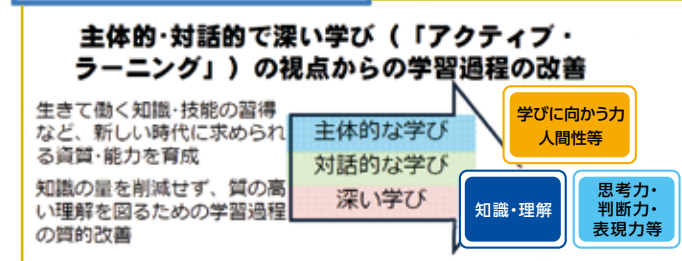 主体的・対話的で深い学び（「アクティブ・
ラーニング」）の視点からの学習過程の改善
生きて働く知識・技能の習得
など、新しい時代に求められ
る資質・能力を育成
知識の量を削減せず、質の高
い理解を図るための学習過程
の質的改善
主体的な学び
対話的な学び
深い学び
学びに向かう力
人間性等
知識・理解
思考力・
判断力・
表現力等